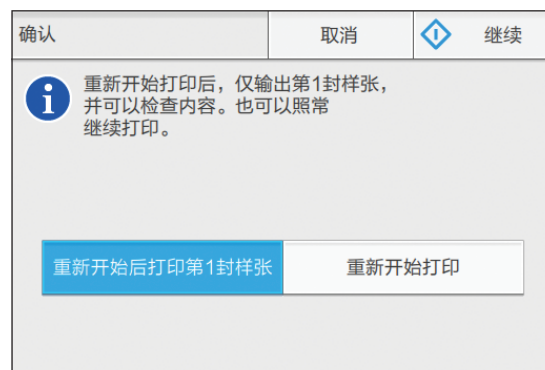 确认
取消
继续
重新开始打印后，仅输出第1封样张，
并可以检查内容。也可以照常
继续打印。
重新开始后打印第1封样张
重新开始打印